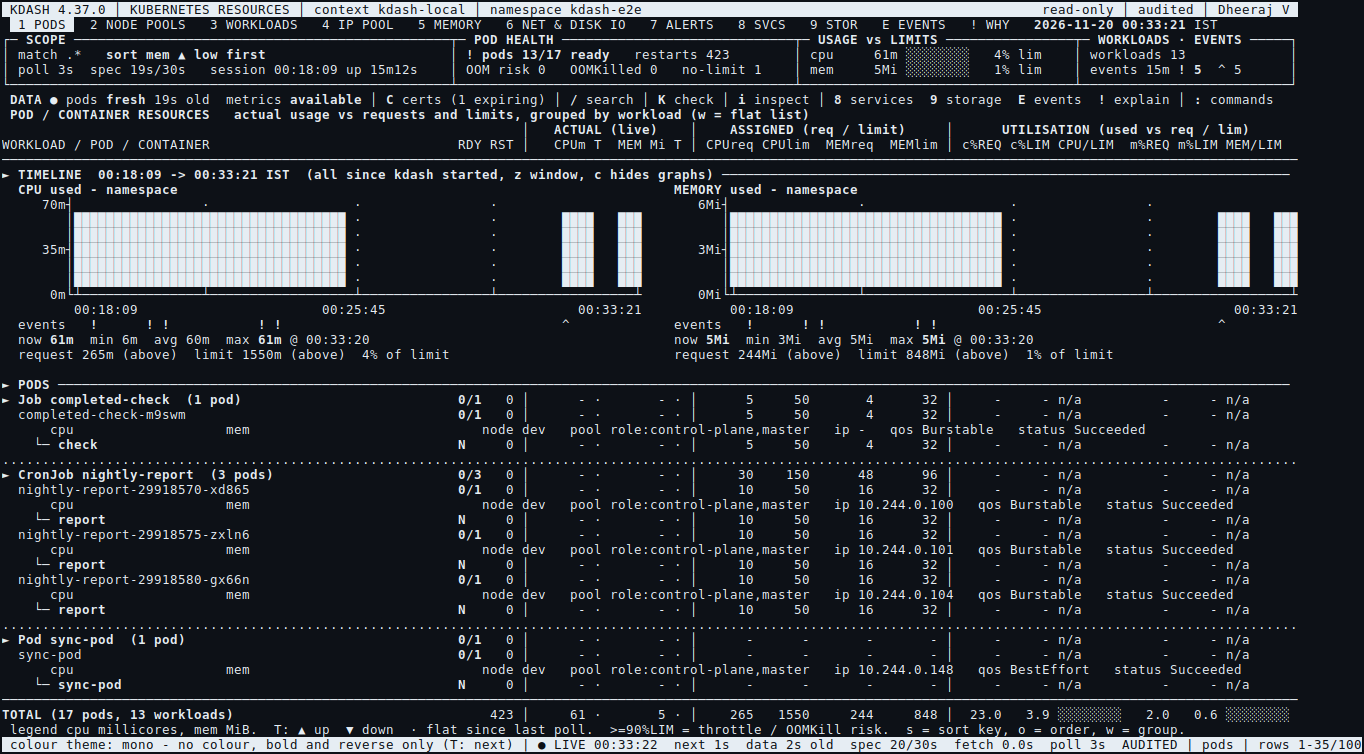 KDASH 4.37.0 │ KUBERNETES RESOURCES │ context kdash-local │ namespace kdash-e2e read-only │ audited │ Dheeraj V
1 PODS 2 NODE POOLS 3 WORKLOADS 4 IP POOL 5 MEMORY 6 NET & DISK IO 7 ALERTS 8 SVCS 9 STOR E EVENTS ! WHY 2026-11-20 00:33:21 IST
SCOPE POD HEALTH USAGE vs LIMITS WORKLOADS · EVENTS
match .* sort mem ▲ low first │ ! pods 13/17 ready restarts 423 │ cpu 61m 4% lim │ workloads 13
poll 3s spec 19s/30s session 00:18:09 up 15m12s │ OOM risk 0 OOMKilled 0 no-limit 1 │ mem 5Mi 1% lim │ events 15m ! 5 ^ 5
DATA ● pods fresh 19s old metrics available │ C certs (1 expiring) │ / search │ K check │ i inspect │ 8 services 9 storage E events ! explain │ : commands
POD / CONTAINER RESOURCES actual usage vs requests and limits, grouped by workload (w = flat list)
│ ACTUAL (live) │ ASSIGNED (req / limit) │ UTILISATION (used vs req / lim)
WORKLOAD / POD / CONTAINER RDY RST │ CPUm T MEM Mi T │ CPUreq CPUlim MEMreq MEMlim │ c%REQ c%LIM CPU/LIM m%REQ m%LIM MEM/LIM
► TIMELINE 00:18:09 -> 00:33:21 IST (all since kdash started, z window, c hides graphs)
CPU used - namespace MEMORY used - namespace
70m 6Mi
35m 3Mi
0m 0Mi
00:18:09 00:25:45 00:33:21 00:18:09 00:25:45 00:33:21
events ! ! ! ! ! ^ events ! ! ! ! ! ^
now 61m min 6m avg 60m max 61m @ 00:33:20 now 5Mi min 3Mi avg 5Mi max 5Mi @ 00:33:20
request 265m (above) limit 1550m (above) 4% of limit request 244Mi (above) limit 848Mi (above) 1% of limit
► PODS
► Job completed-check (1 pod) 0/1 0 │ - · - · │ 5 50 4 32 │ - - n/a - - n/a
completed-check-m9swm 0/1 0 │ - · - · │ 5 50 4 32 │ - - n/a - - n/a
cpu mem node dev pool role:control-plane,master ip - qos Burstable status Succeeded
└─ check N 0 │ - · - · │ 5 50 4 32 │ - - n/a - - n/a
► CronJob nightly-report (3 pods) 0/3 0 │ - · - · │ 30 150 48 96 │ - - n/a - - n/a
nightly-report-29918570-xd865 0/1 0 │ - · - · │ 10 50 16 32 │ - - n/a - - n/a
cpu mem node dev pool role:control-plane,master ip 10.244.0.100 qos Burstable status Succeeded
└─ report N 0 │ - · - · │ 10 50 16 32 │ - - n/a - - n/a
nightly-report-29918575-zxln6 0/1 0 │ - · - · │ 10 50 16 32 │ - - n/a - - n/a
cpu mem node dev pool role:control-plane,master ip 10.244.0.101 qos Burstable status Succeeded
└─ report N 0 │ - · - · │ 10 50 16 32 │ - - n/a - - n/a
nightly-report-29918580-gx66n 0/1 0 │ - · - · │ 10 50 16 32 │ - - n/a - - n/a
cpu mem node dev pool role:control-plane,master ip 10.244.0.104 qos Burstable status Succeeded
└─ report N 0 │ - · - · │ 10 50 16 32 │ - - n/a - - n/a
► Pod sync-pod (1 pod) 0/1 0 │ - · - · │ - - - - │ - - n/a - - n/a
sync-pod 0/1 0 │ - · - · │ - - - - │ - - n/a - - n/a
cpu mem node dev pool role:control-plane,master ip 10.244.0.148 qos BestEffort status Succeeded
└─ sync-pod N 0 │ - · - · │ - - - - │ - - n/a - - n/a
TOTAL (17 pods, 13 workloads) 423 │ 61 · 5 · │ 265 1550 244 848 │ 23.0 3.9 2.0 0.6
legend cpu millicores, mem MiB. T: ▲ up ▼ down · flat since last poll. >=90%LIM = throttle / OOMKill risk. s = sort key, o = order, w = group.
colour theme: mono - no colour, bold and reverse only (T: next) │ ● LIVE 00:33:22 next 1s data 2s old spec 20/30s fetch 0.0s poll 3s AUDITED │ pods │ rows 1-35/100